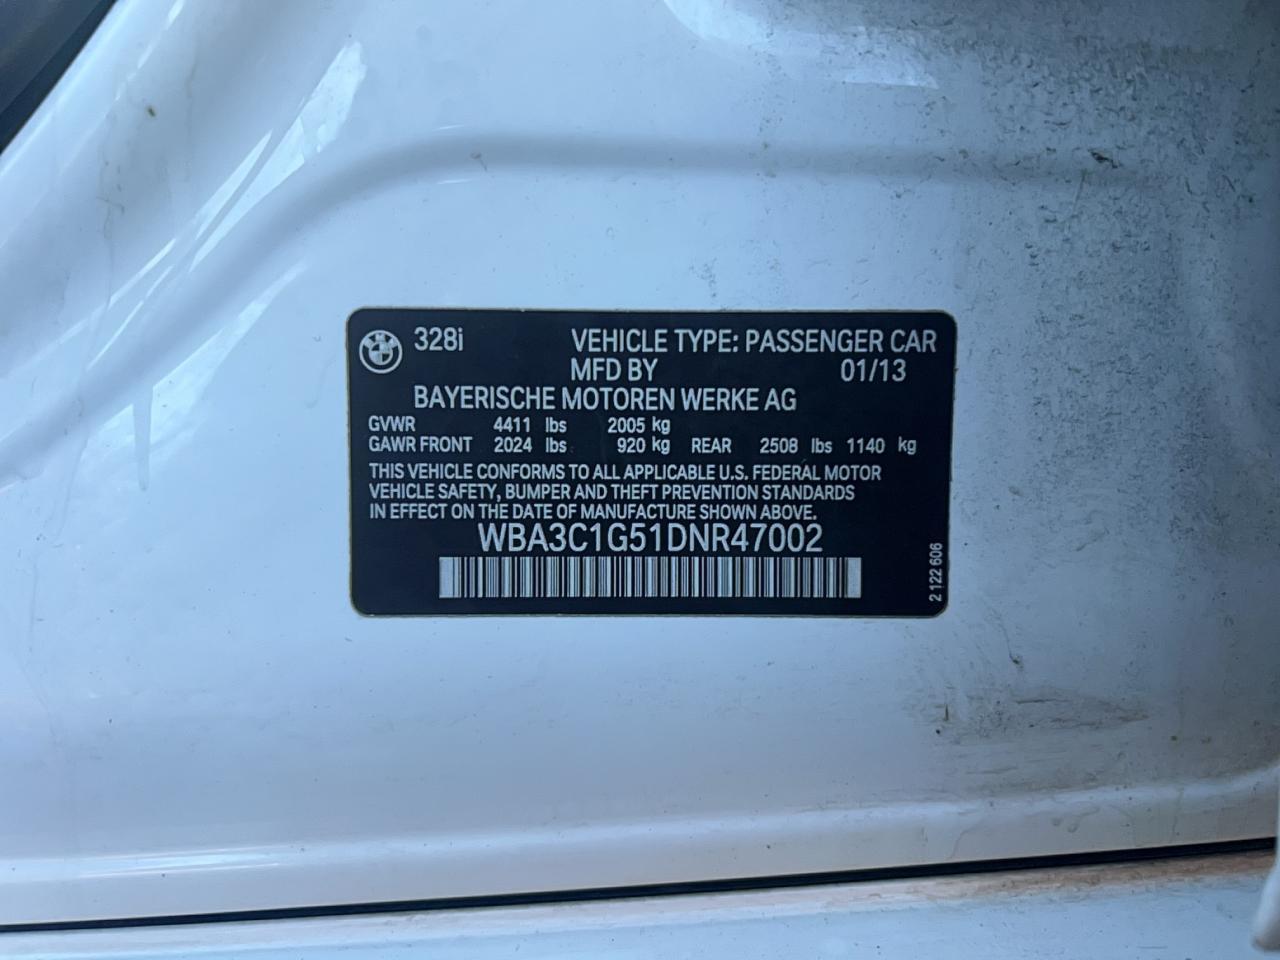 328i VEHICLE TYPE: PASSENGER CAR
MFD BY 01/13
BAYERISCHE MOTOREN WERKE AG
GVWR 4411 lbs 2005 kg
GAWR FRONT 2024 lbs 920 kg REAR 2508 lbs 1140 kg
THIS VEHICLE CONFORMS TO ALL APPLICABLE U.S. FEDERAL MOTOR
VEHICLE SAFETY, BUMPER AND THEFT PREVENTION STANDARDS
IN EFFECT ON THE DATE OF MANUFACTURE SHOWN ABOVE.
WBA3C1G51DNR47002
2 122 606